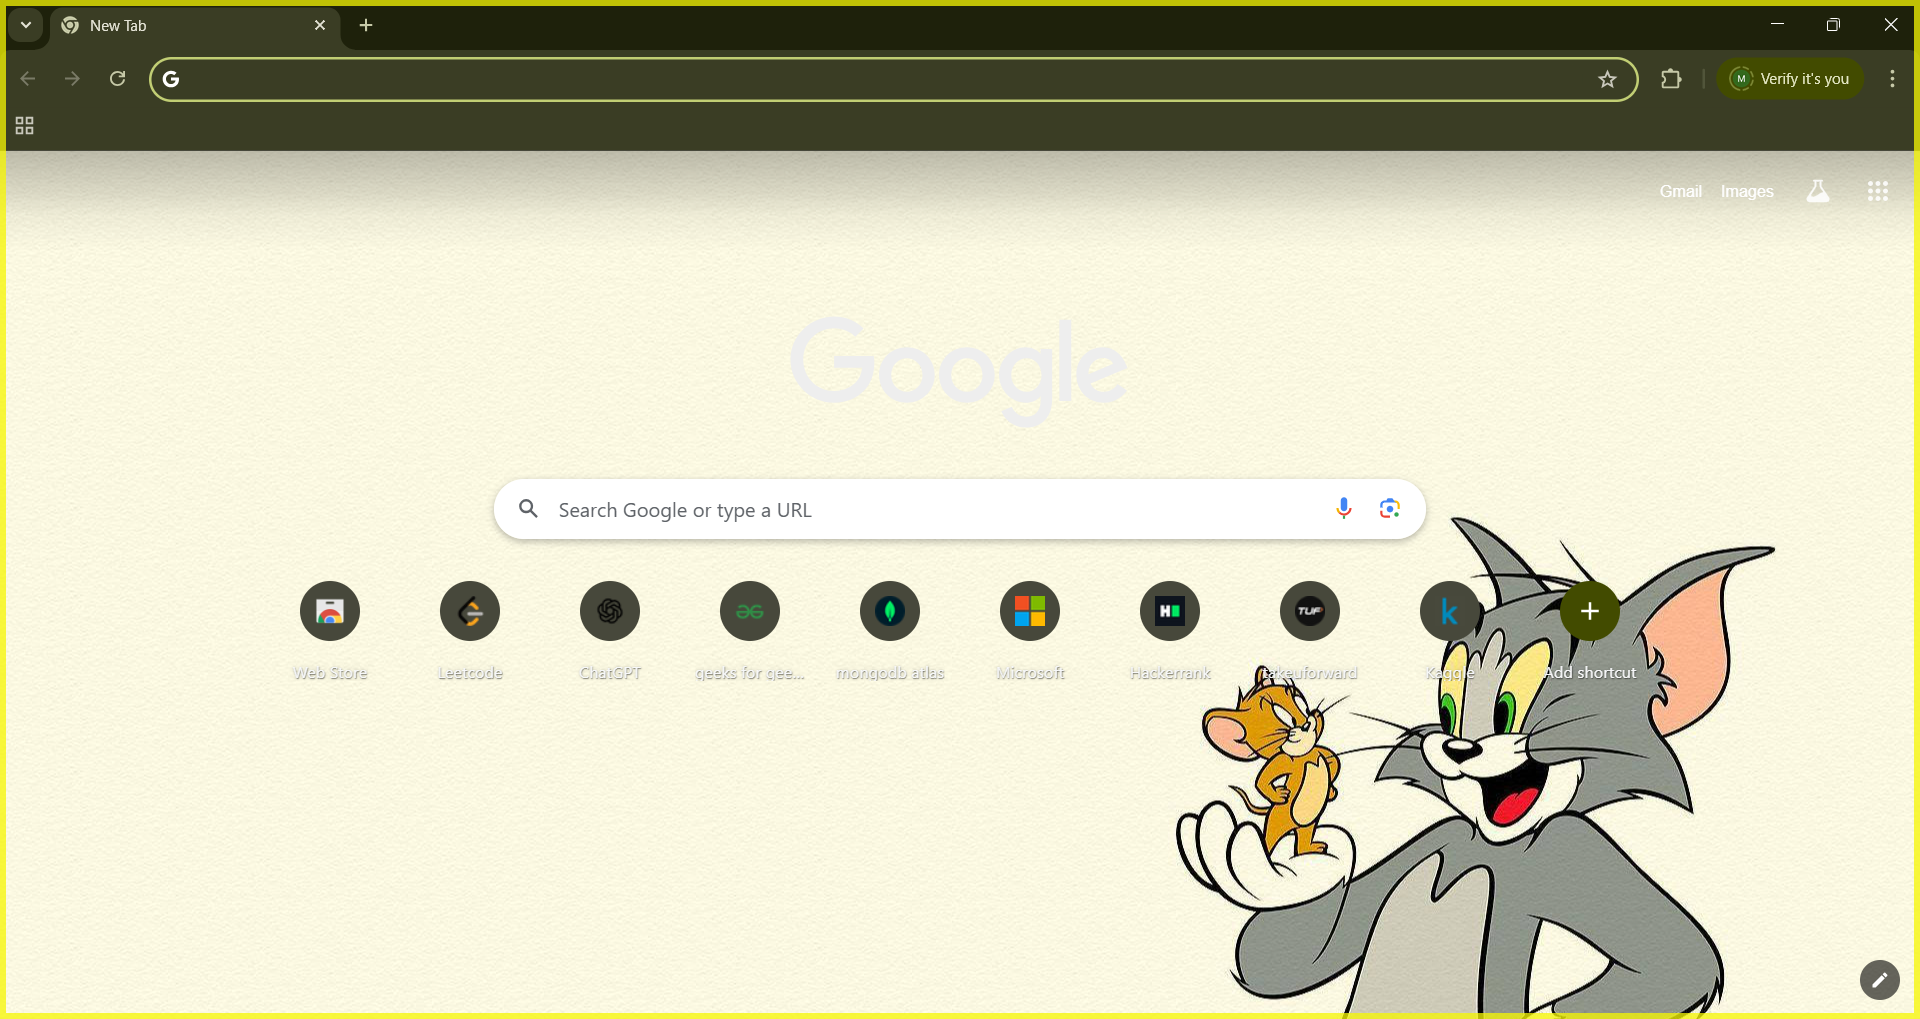 New Tab
Verify it's you
Gmail Images
Google
Search Google or type a URL
Web Store
Leetcode
ChatGPT
geeks for gee...
mongodb atlas
Microsoft
Hackerrank
takeuforward
Kaggle
Add shortcut